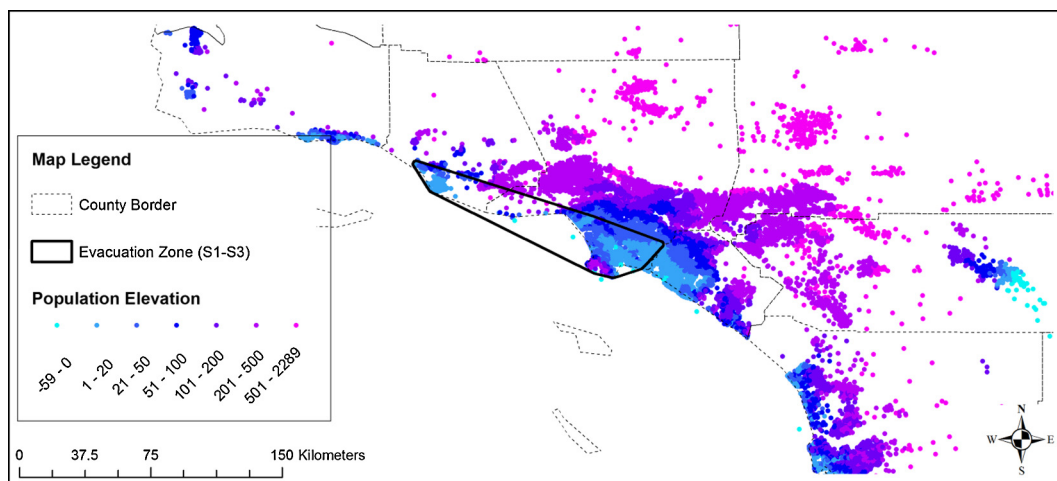 Map Legend
County Border
Evacuation Zone (S1-S3)
Population Elevation
-59 - 0
1 - 20
21 - 50
51 - 100
101 - 200
201 - 500
501 - 2289
0 37.5 75 150 Kilometers
N
W E
S